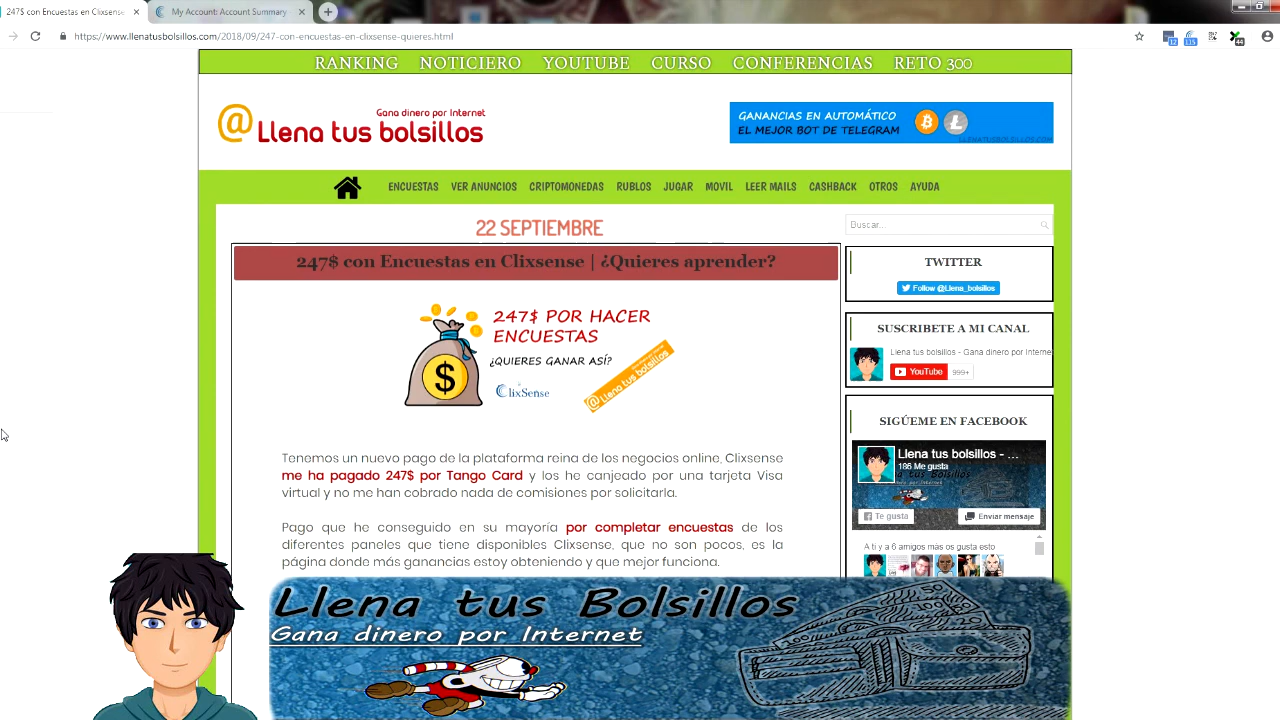 247$ con Encuestas en Clixsense
My Account: Account Summary
https://www.llenatusbolsillos.com/2018/09/247-con-encuestas-en-clixsense-quieres.html
12
115
44
RANKING NOTICIERO YOUTUBE CURSO CONFERENCIAS RETO 300
Gana dinero por Internet
@Llena tus bolsillos
GANANCIAS EN AUTOMÁTICO
EL MEJOR BOT DE TELEGRAM
LLENATUSBOLSILLOS.COM
ENCUESTAS VER ANUNCIOS CRIPTOMONEDAS RUBLOS JUGAR MOVIL LEER MAILS CASHBACK OTROS AYUDA
22 SEPTIEMBRE
247$ con Encuestas en Clixsense | ¿Quieres aprender?
247$ POR HACER
ENCUESTAS
¿QUIERES GANAR ASÍ?
ClixSense
@Llena tus bolsillos
$
Tenemos un nuevo pago de la plataforma reina de los negocios online, Clixsense
me ha pagado 247$ por Tango Card y los he canjeado por una tarjeta Visa
virtual y no me han cobrado nada de comisiones por solicitarla.
Pago que he conseguido en su mayoría por completar encuestas de los
diferentes paneles que tiene disponibles Clixsense, que no son pocos, es la
página donde más ganancias estoy obteniendo y que mejor funciona.
Buscar...
TWITTER
Follow @Llena_bolsillos
SUSCRIBETE A MI CANAL
Llena tus bolsillos - Gana dinero por Interne
YouTube 999+
SIGÚEME EN FACEBOOK
Llena tus bolsillos - ...
186 Me gusta
Te gusta
Enviar mensaje
A ti y a 6 amigos más os gusta esto
Llena tus Bolsillos
Gana dinero por Internet